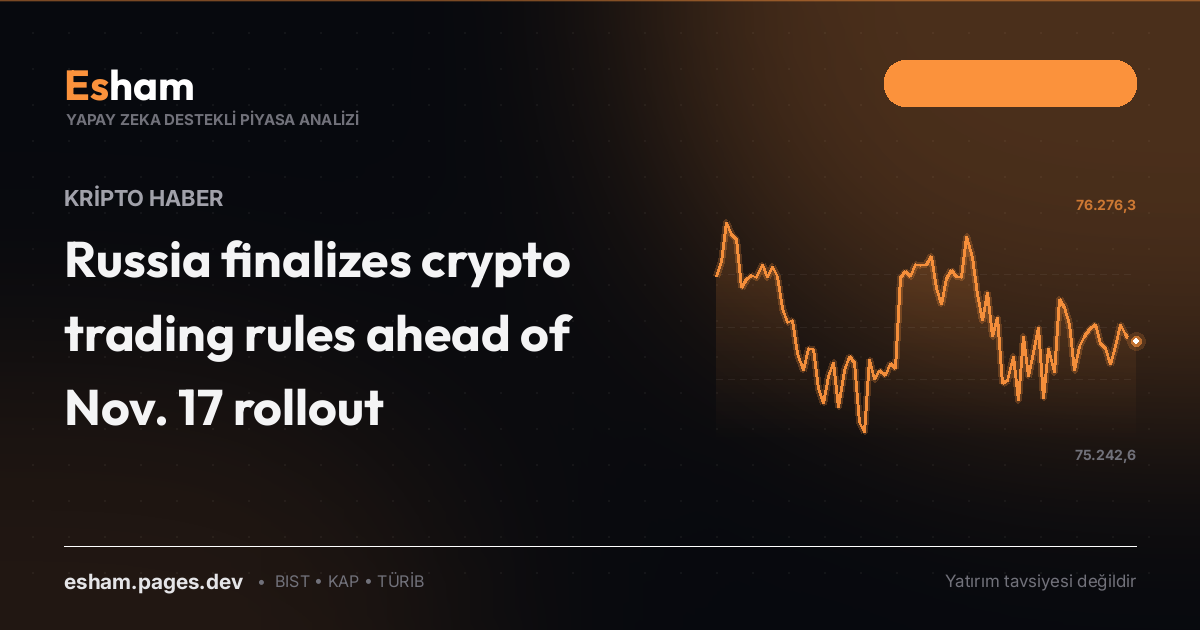 Esham
YAPAY ZEKA DESTEKLİ PİYASA ANALİZİ
KRİPTO HABER
Russia finalizes crypto
trading rules ahead of
Nov. 17 rollout
76.276,3
75.242,6
esham.pages.dev • BIST • KAP • TÜRİB
Yatırım tavsiyesi değildir